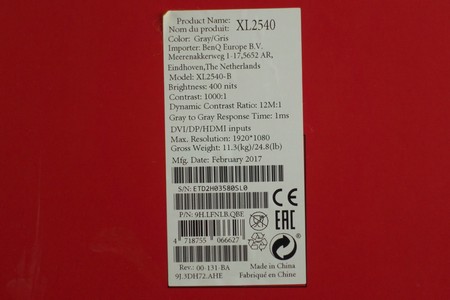 Product Name:
Nom du produit: XL2540
Color: Gray/Gris
Importer: BenQ Europe B.V.
Meerenakkerweg 1-17,5652 AR,
Eindhoven,The Netherlands
Model: XL2540-B
Brightness: 400 nits
Contrast: 1000:1
Dynamic Contrast Ratio: 12M:1
Gray to Gray Response Time: 1ms
DVI/DP/HDMI inputs
Max. Resolution: 1920*1080
Gross Weight: 11.3(kg)/24.8(lb)
Mfg. Date: February 2017
S/N: ETD2H03580SL0
P/N: 9H.LFNLB.QBE
CE
EAC
4 718755 066627
Rev.: 00-131-BA
9J.3DH72.AHE
Made in China
Fabriqué en Chine